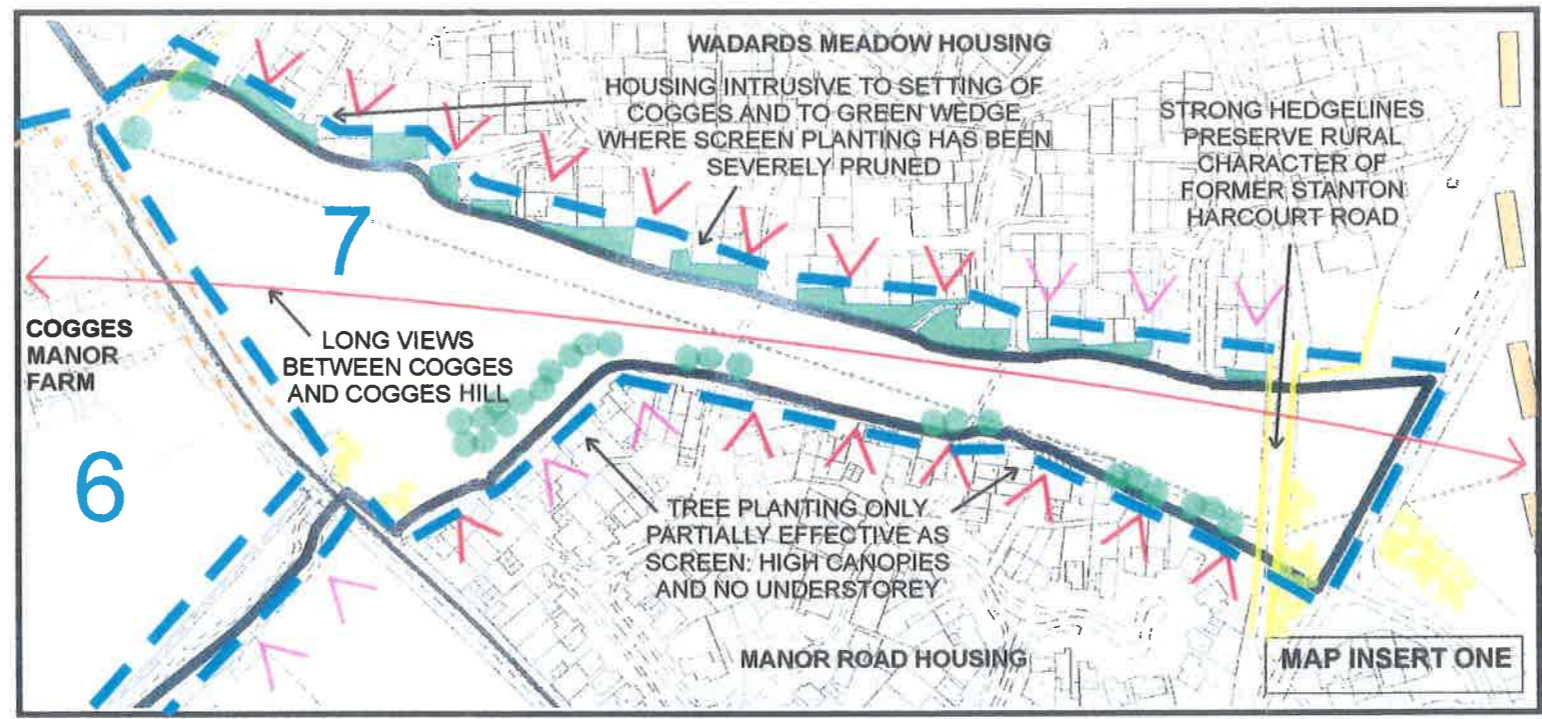 WADARDS MEADOW HOUSING
HOUSING INTRUSIVE TO SETTING OF
COGGES AND TO GREEN WEDGE
WHERE SCREEN PLANTING HAS BEEN
SEVERELY PRUNED
STRONG HEDGELINES
PRESERVE RURAL
CHARACTER OF
FORMER STANTON
HARCOURT ROAD
7
COGGES
MANOR
FARM
LONG VIEWS
BETWEEN COGGES
AND COGGES HILL
6
TREE PLANTING ONLY
PARTIALLY EFFECTIVE AS
SCREEN: HIGH CANOPIES
AND NO UNDERSTOREY
MANOR ROAD HOUSING
MAP INSERT ONE